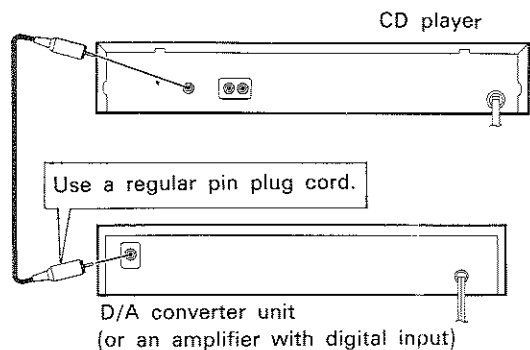 CD player
Use a regular pin plug cord.
D/A converter unit
(or an amplifier with digital input)